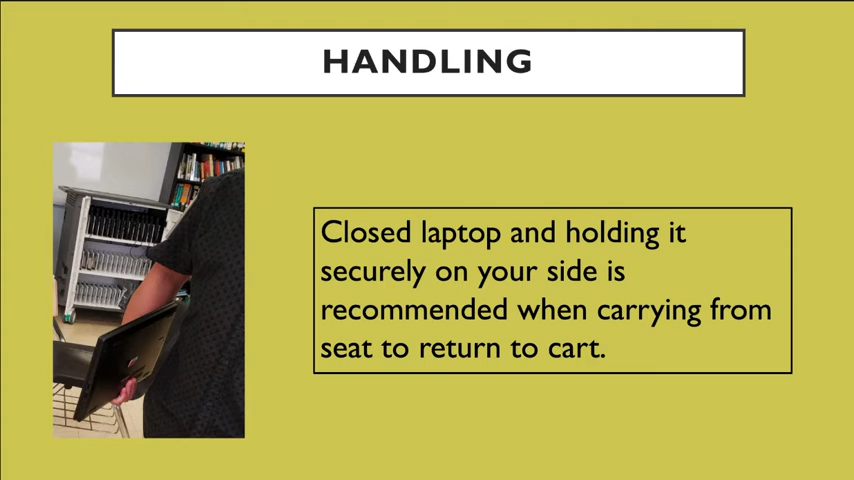 HANDLING
Closed laptop and holding it
securely on your side is
recommended when carrying from
seat to return to cart.